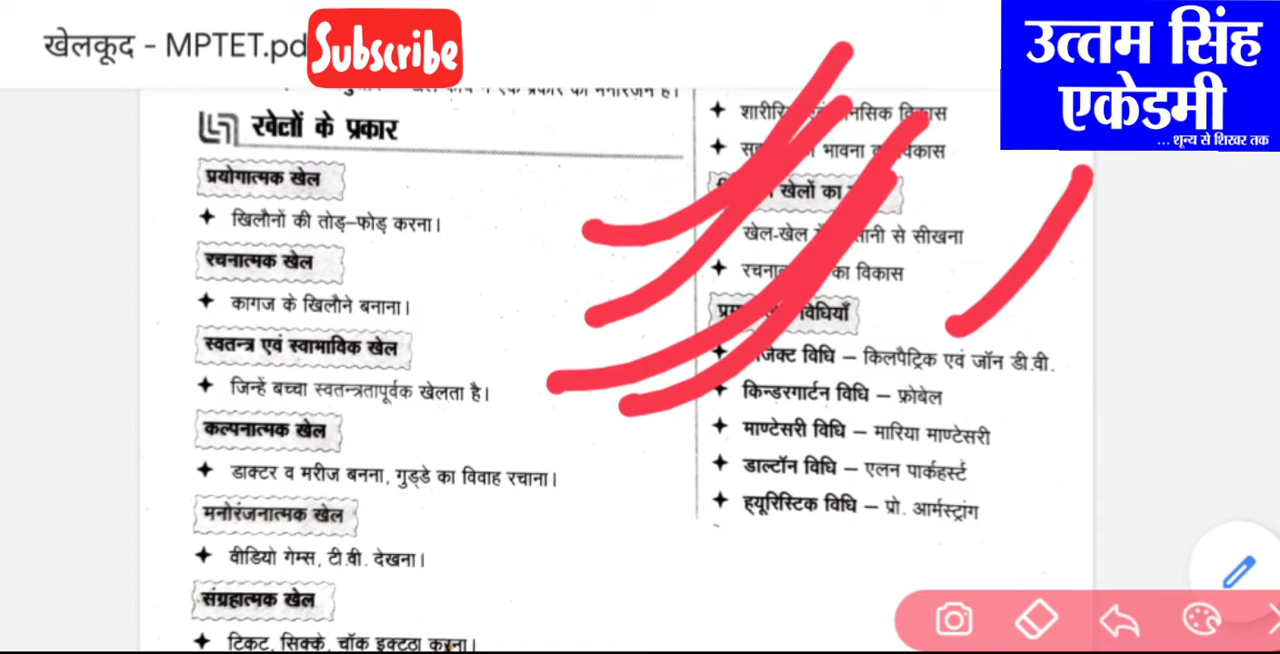 खेलकूद - MPTET.pd
Subscribe
उत्तम सिंह
एकेडमी
... शून्य से शिखर तक
खेलों के प्रकार
प्रयोगात्मक खेल
✦ खिलौनों की तोड़-फोड़ करना।
रचनात्मक खेल
✦ कागज के खिलौने बनाना।
स्वतन्त्र एवं स्वाभाविक खेल
✦ जिन्हें बच्चा स्वतन्त्रतापूर्वक खेलता है।
कल्पनात्मक खेल
✦ डाक्टर व मरीज बनना, गुड्डे का विवाह रचाना।
मनोरंजनात्मक खेल
✦ वीडियो गेम्स, टी.वी. देखना।
संग्रहात्मक खेल
✦ टिकट, सिक्के, चॉक इक्टठा करना।
✦ विकास
✦ भावना विकास
खेलों का
खेल-खेल से सीखना
✦ का विकास
विधियाँ
✦ विधि – किलपैट्रिक एवं जॉन डी.वी.
✦ किन्डरगार्टन विधि – फ्रोबेल
✦ माण्टेसरी विधि – मारिया माण्टेसरी
✦ डाल्टॉन विधि – एलन पार्कहर्स्ट
✦ ह्यूरिस्टिक विधि – प्रो. आर्मस्ट्रांग